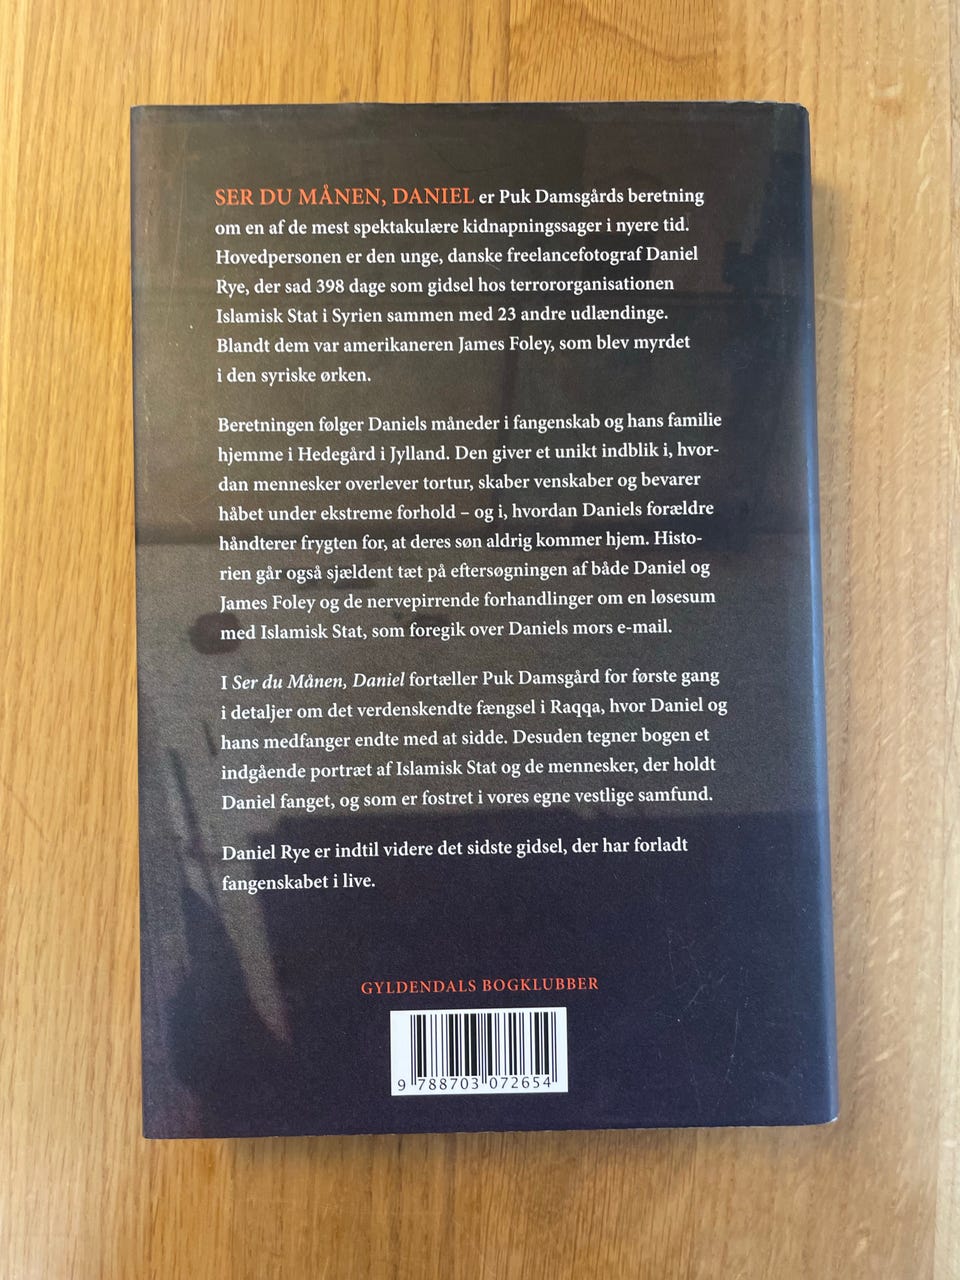 SER DU MÅNEN, DANIEL er Puk Damsgårds beretning
om en af de mest spektakulære kidnapningssager i nyere tid.
Hovedpersonen er den unge, danske freelancefotograf Daniel
Rye, der sad 398 dage som gidsel hos terrororganisationen
Islamisk Stat i Syrien sammen med 23 andre udlændinge.
Blandt dem var amerikaneren James Foley, som blev myrdet
i den syriske ørken.
Beretningen følger Daniels måneder i fangenskab og hans familie
hjemme i Hedegård i Jylland. Den giver et unikt indblik i, hvor-
dan mennesker overlever tortur, skaber venskaber og bevarer
håbet under ekstreme forhold – og i, hvordan Daniels forældre
håndterer frygten for, at deres søn aldrig kommer hjem. Histo-
rien går også sjældent tæt på eftersøgningen af både Daniel og
James Foley og de nervepirrende forhandlinger om en løsesum
med Islamisk Stat, som foregik over Daniels mors e-mail.
I Ser du Månen, Daniel fortæller Puk Damsgård for første gang
i detaljer om det verdenskendte fængsel i Raqqa, hvor Daniel og
hans medfanger endte med at sidde. Desuden tegner bogen et
indgående portræt af Islamisk Stat og de mennesker, der holdt
Daniel fanget, og som er fostret i vores egne vestlige samfund.
Daniel Rye er indtil videre det sidste gidsel, der har forladt
fangenskabet i live.
GYLDENDALS BOGKLUBBER
9 788703 072654